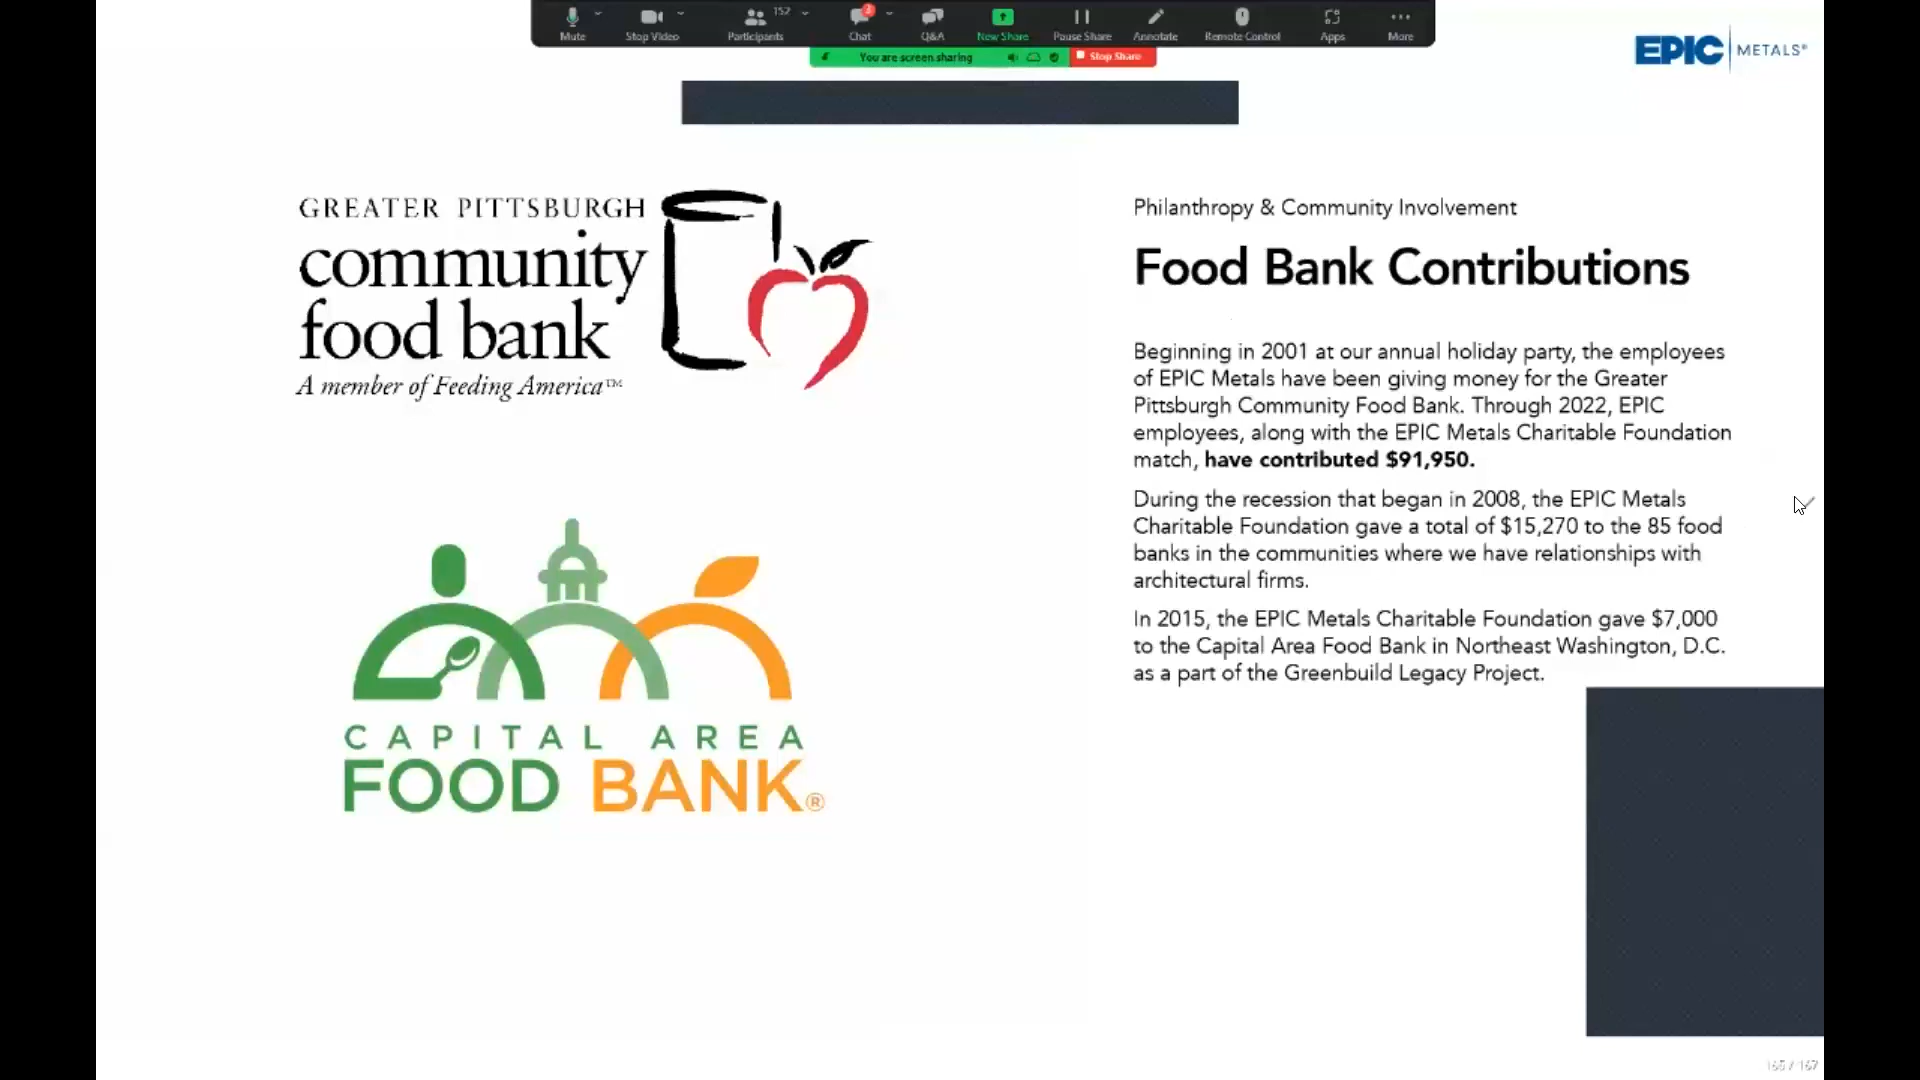 Mute
Stop Video
152
Participants
2
Chat
Q&A
New Share
Pause Share
Annotate
Remote Control
Apps
More
You are screen sharing
Stop Share
EPIC METALS®
GREATER PITTSBURGH
community
food bank
A member of Feeding America™
CAPITAL AREA
FOOD BANK®
Philanthropy & Community Involvement
Food Bank Contributions
Beginning in 2001 at our annual holiday party, the employees
of EPIC Metals have been giving money for the Greater
Pittsburgh Community Food Bank. Through 2022, EPIC
employees, along with the EPIC Metals Charitable Foundation
match, have contributed $91,950.
During the recession that began in 2008, the EPIC Metals
Charitable Foundation gave a total of $15,270 to the 85 food
banks in the communities where we have relationships with
architectural firms.
In 2015, the EPIC Metals Charitable Foundation gave $7,000
to the Capital Area Food Bank in Northeast Washington, D.C.
as a part of the Greenbuild Legacy Project.
165 / 167